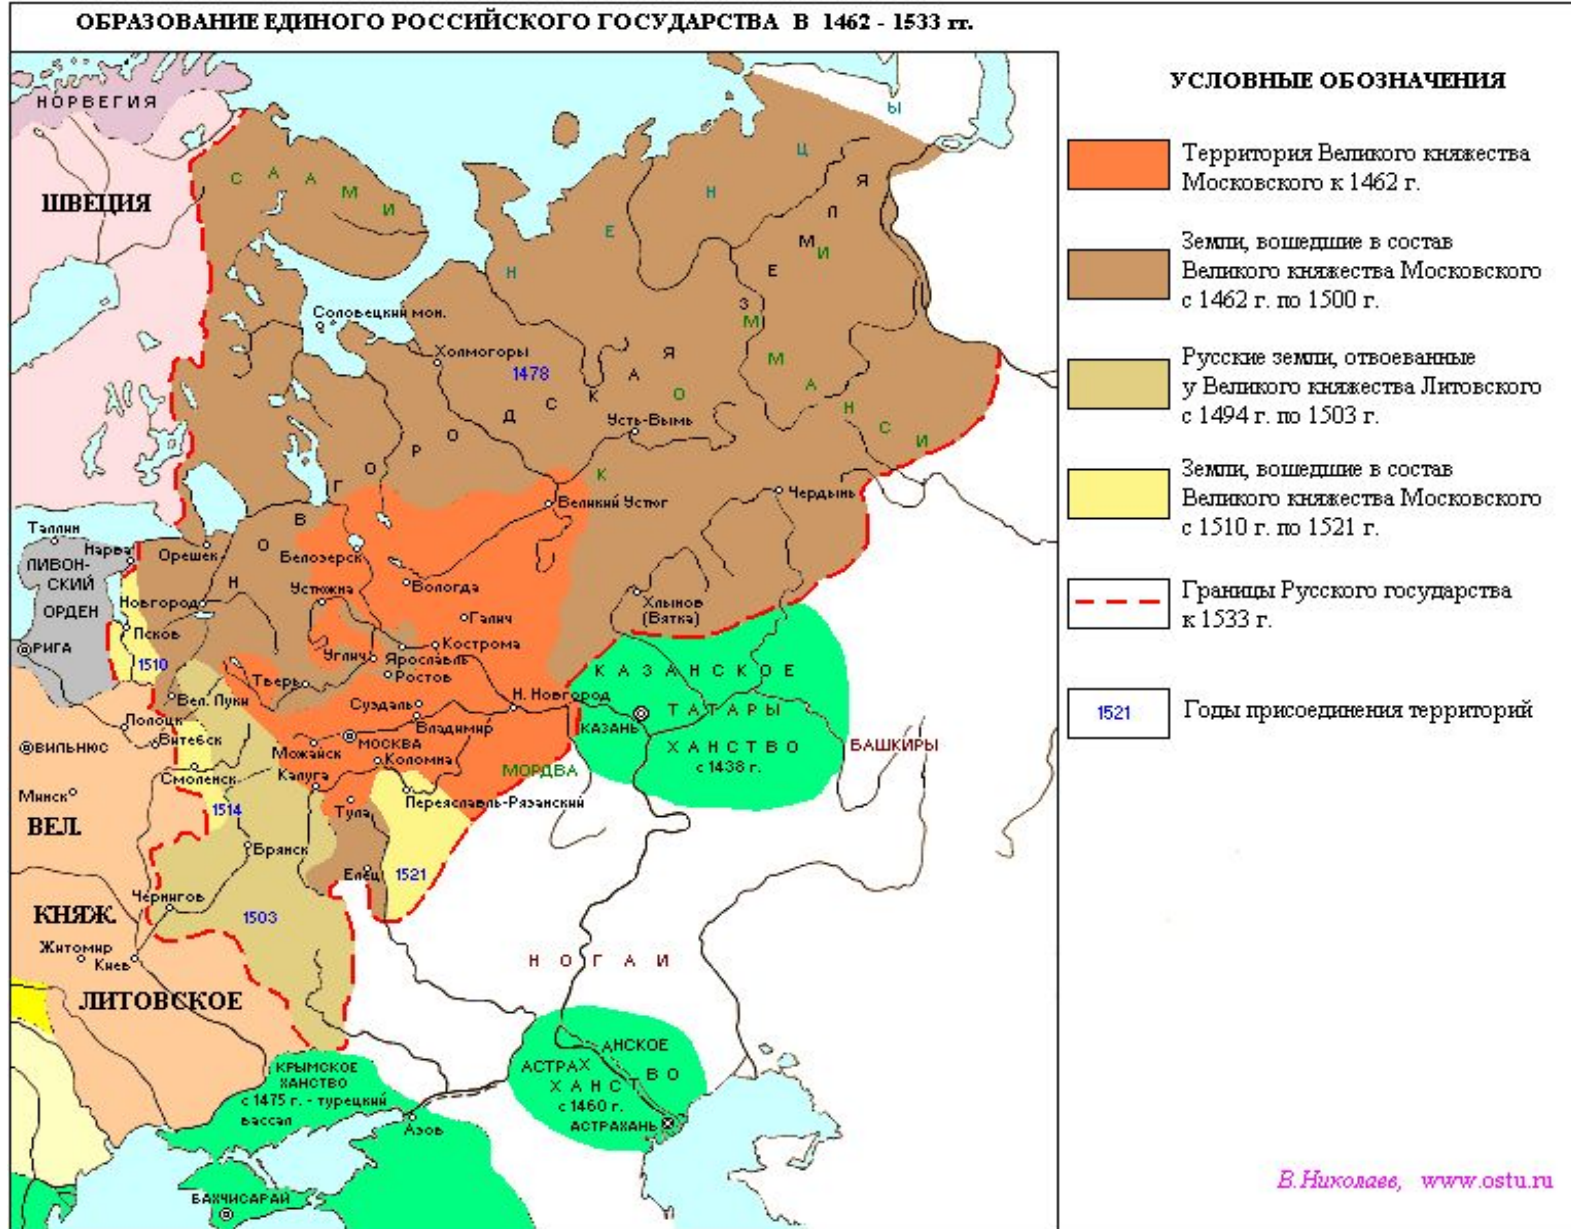 ОБРАЗОВАНИЕ ЕДИНОГО РОССИЙСКОГО ГОСУДАРСТВА В 1462 - 1533 гг.
УСЛОВНЫЕ ОБОЗНАЧЕНИЯ
Территория Великого княжества
Московского к 1462 г.
Земли, вошедшие в состав
Великого княжества Московского
с 1462 г. по 1500 г.
Русские земли, отвоеванные
у Великого княжества Литовского
с 1494 г. по 1503 г.
Земли, вошедшие в состав
Великого княжества Московского
с 1510 г. по 1521 г.
Границы Русского государства
к 1533 г.
1521
Годы присоединения территорий
НОРВЕГИЯ
ШВЕЦИЯ
СААМИ
НЕНЦЫ
НОВГОРОДСКАЯ ЗЕМЛЯ
КОМИ
МАНСИ
Соловецкий мон.
Холмогоры
1478
Усть-Вымь
Великий Устюг
Чердынь
Таллин
Нарва
Орешек
Белозерск
ЛИВОН-
СКИЙ
ОРДЕН
Вологда
Устюжна
Новгород
Хлынов
(Вятка)
Галич
Псков
РИГА
1510
Кострома
Углич
Ярославль
Ростов
Тверь
Вел. Луки
Н. Новгород
Суздаль
Владимир
КАЗАНСКОЕ
ТАТАРЫ
ХАНСТВО
с 1438 г.
КАЗАНЬ
БАШКИРЫ
Полоцк
Витебск
ВИЛЬНЮС
МОСКВА
Можайск
Коломна
Смоленск
Калуга
МОРДВА
Минск
Переяславль-Рязанский
1514
Тула
ВЕЛ.
Брянск
Елец
1521
Чернигов
КНЯЖ.
1503
Житомир
Киев
НОГАИ
ЛИТОВСКОЕ
КРЫМСКОЕ
ХАНСТВО
с 1475 г. - турецкий
вассал
АСТРАХАНСКОЕ
ХАНСТВО
с 1460 г.
АСТРАХАНЬ
Азов
БАХЧИСАРАЙ
В.Николаев, www.ostu.ru